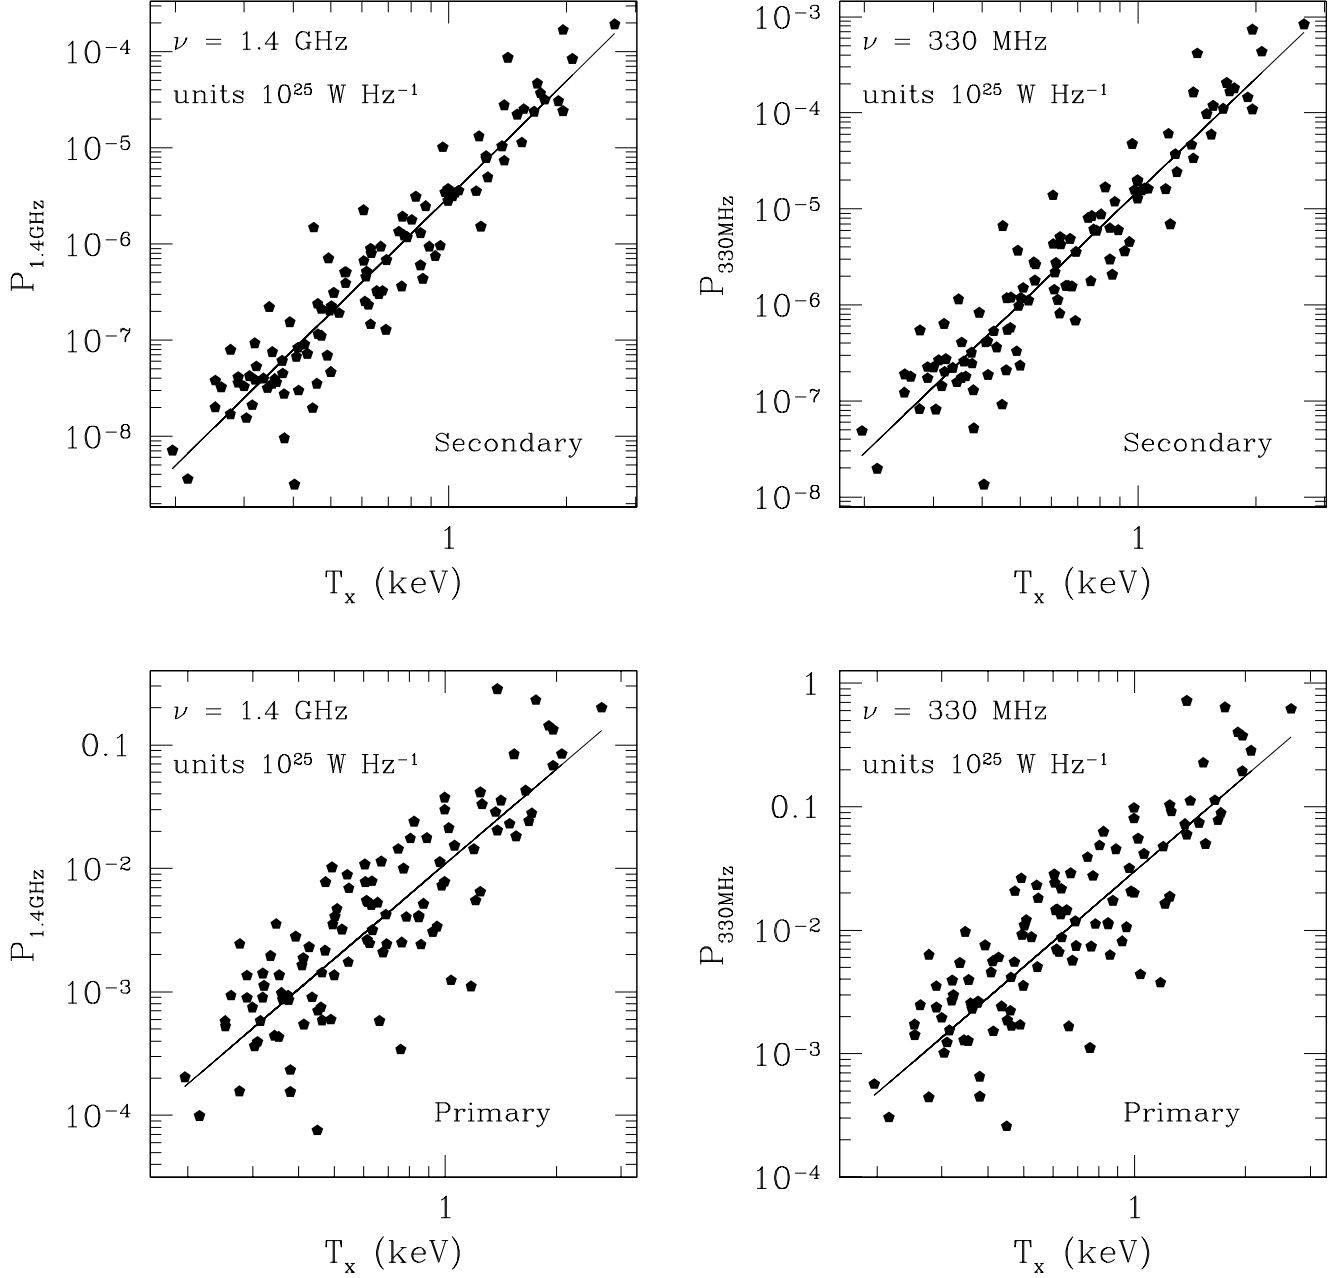 ν = 1.4 GHz
units 10²⁵ W Hz⁻¹
Secondary
10⁻⁴
10⁻⁵
10⁻⁶
10⁻⁷
10⁻⁸
P1.4GHz
1
Tx (keV)
ν = 330 MHz
units 10²⁵ W Hz⁻¹
Secondary
10⁻³
10⁻⁴
10⁻⁵
10⁻⁶
10⁻⁷
10⁻⁸
P330MHz
1
Tx (keV)
ν = 1.4 GHz
units 10²⁵ W Hz⁻¹
Primary
0.1
10⁻²
10⁻³
10⁻⁴
P1.4GHz
1
Tx (keV)
ν = 330 MHz
units 10²⁵ W Hz⁻¹
Primary
1
0.1
10⁻²
10⁻³
10⁻⁴
P330MHz
1
Tx (keV)